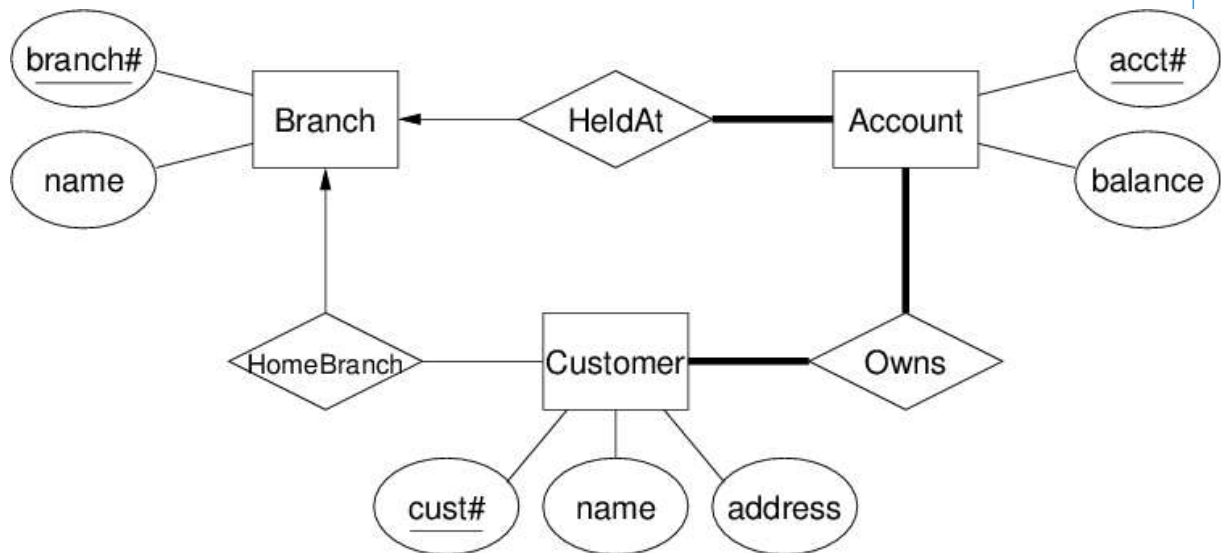 branch#
acct#
Branch
HeldAt
Account
name
balance
HomeBranch
Customer
Owns
cust#
name
address